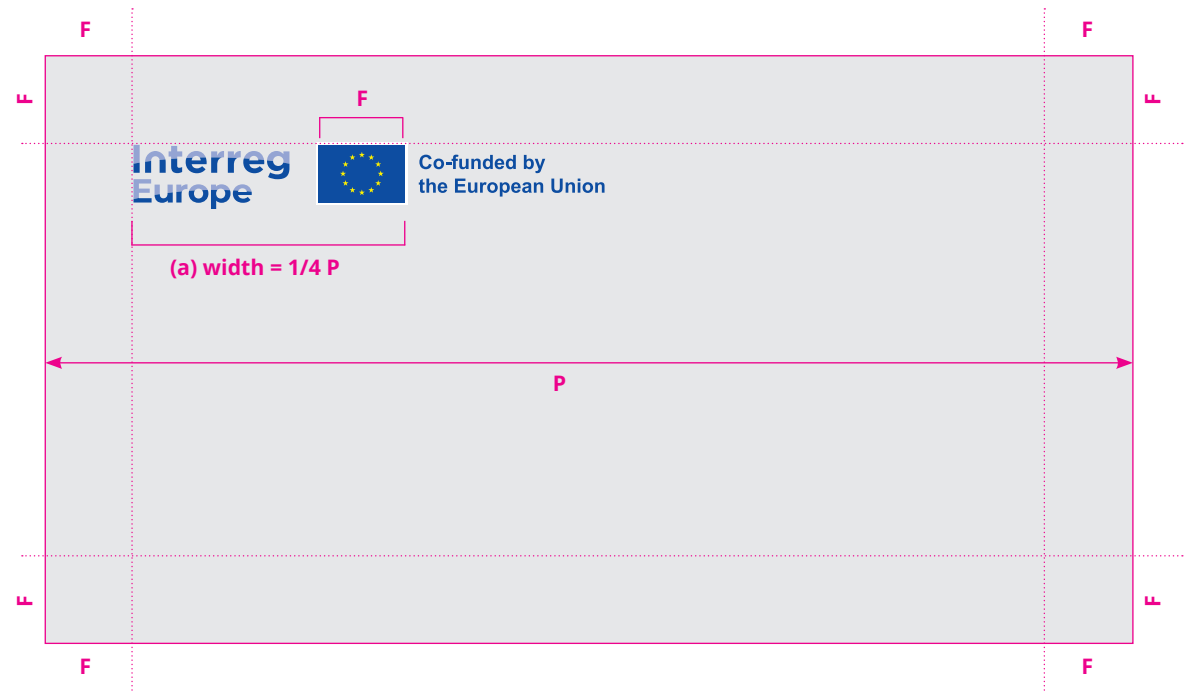 F F
F F
F
Interreg
Europe
Co-funded by
the European Union
(a) width = 1/4 P
P
F F
F F